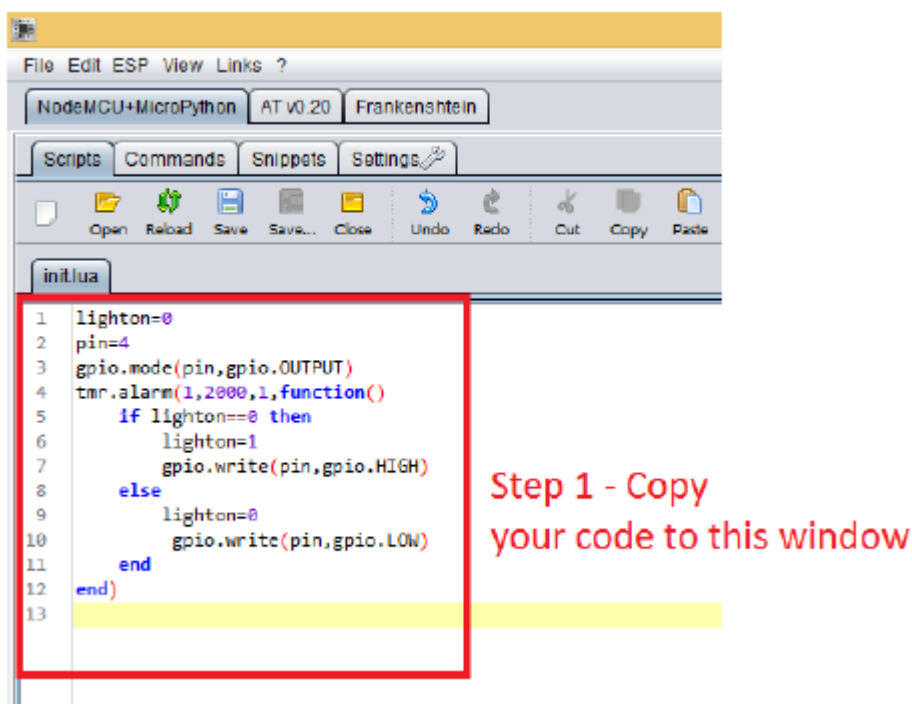 File Edit ESP View Links ?
NodeMCU+MicroPython AT v0.20 Frankenshtein
Scripts Commands Snippets Settings
Open Reload Save Save... Close Undo Redo Cut Copy Paste
init.lua
1 lighton=0
2 pin=4
3 gpio.mode(pin,gpio.OUTPUT)
4 tmr.alarm(1,2000,1,function()
5     if lighton==0 then
6         lighton=1
7         gpio.write(pin,gpio.HIGH)
8     else
9         lighton=0
10         gpio.write(pin,gpio.LOW)
11     end
12 end)
13
Step 1 - Copy
your code to this window